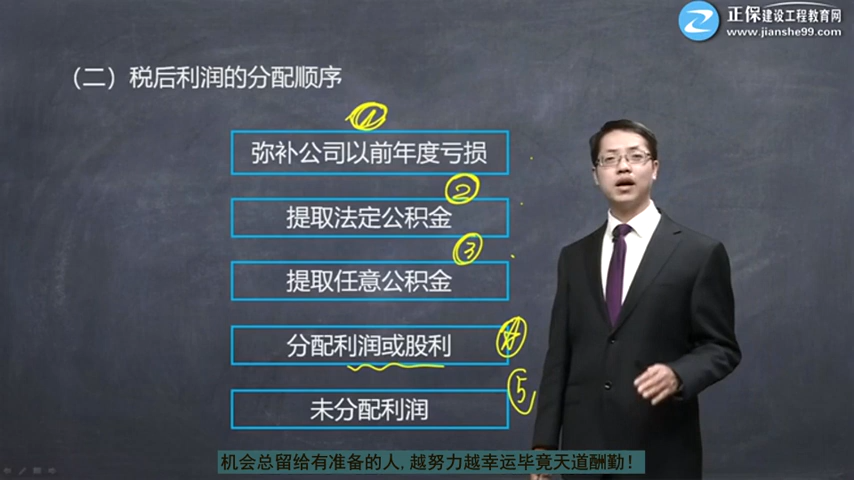 正保建设工程教育网
www.jianshe99.com
（二）税后利润的分配顺序
1
弥补公司以前年度亏损
2
提取法定公积金
3
提取任意公积金
分配利润或股利
4
未分配利润
5
机会总留给有准备的人,越努力越幸运毕竟天道酬勤！